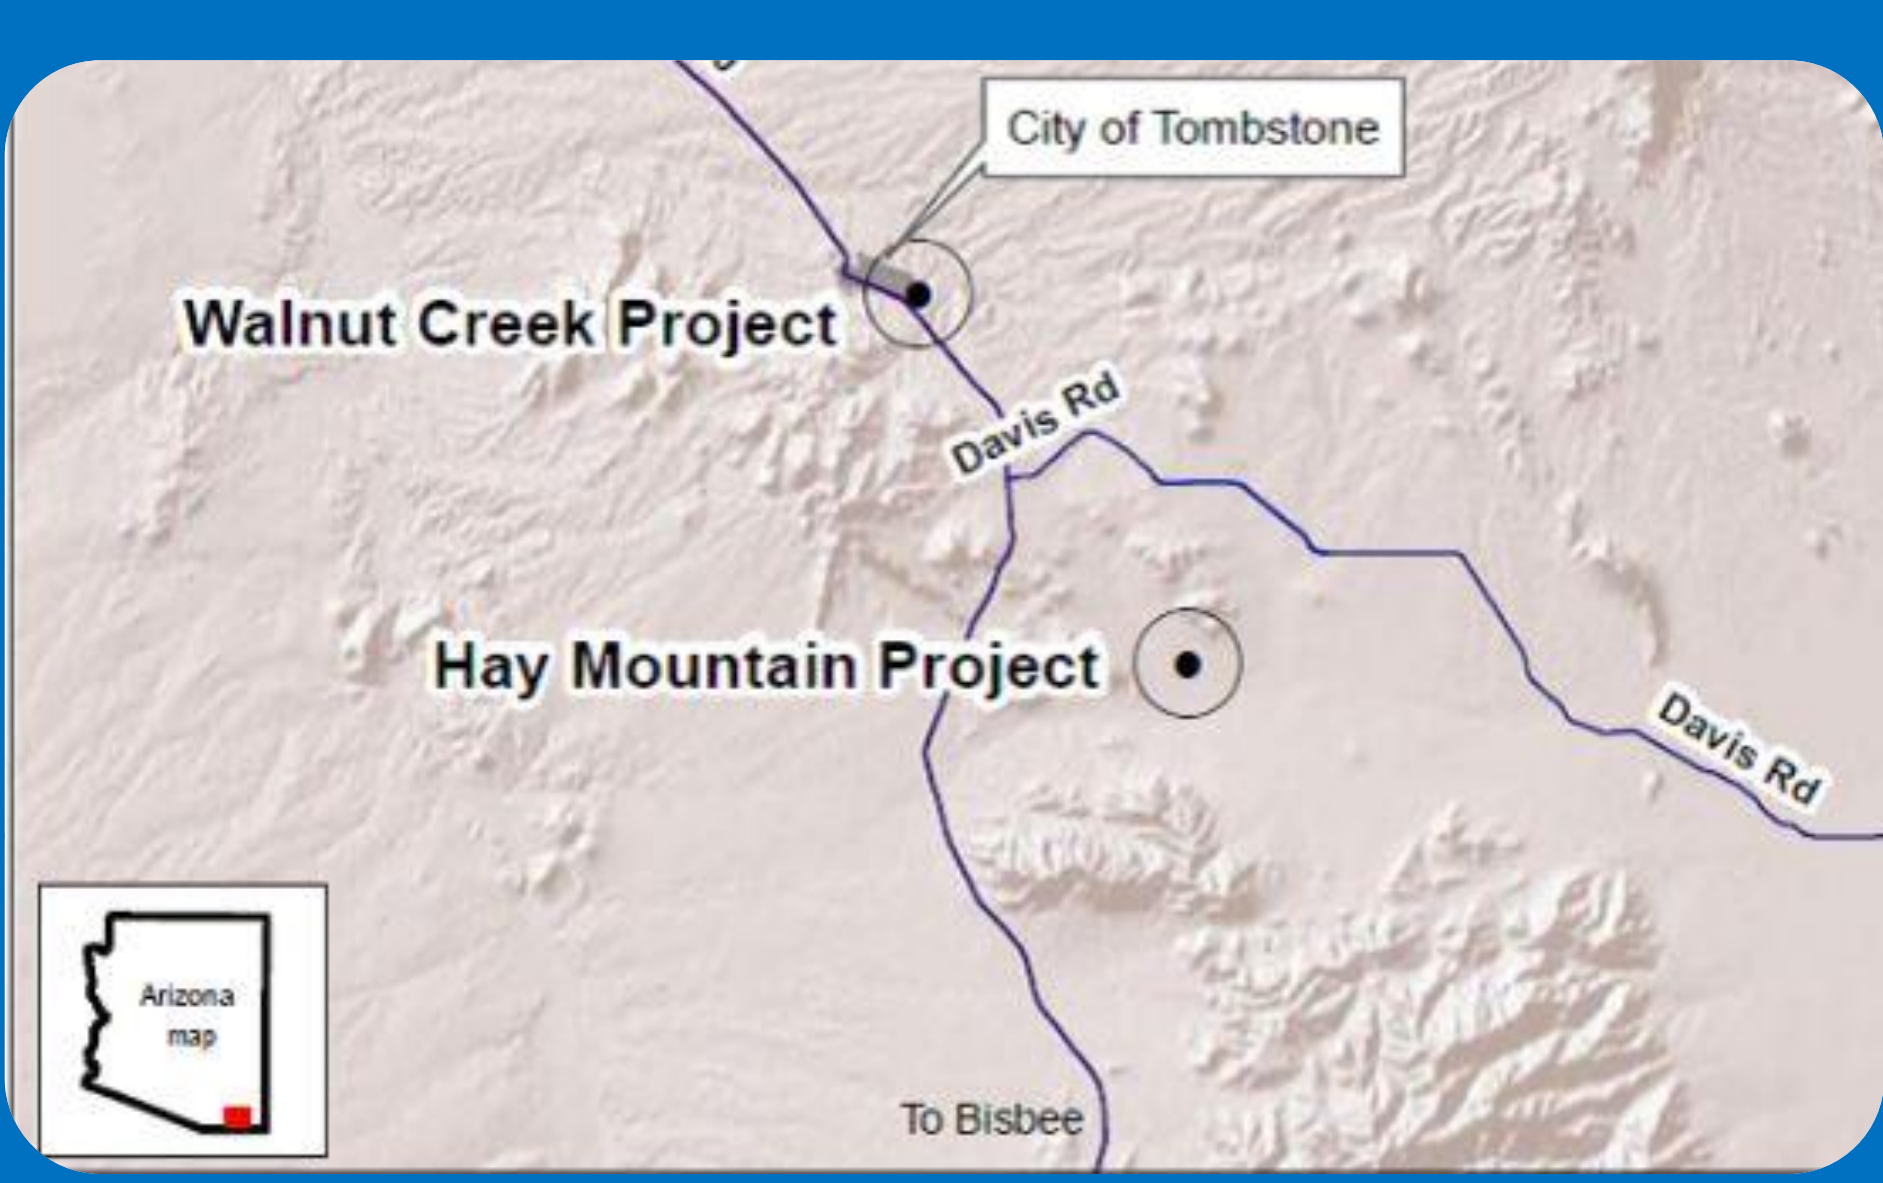 City of Tombstone
Walnut Creek Project
Davis Rd
Hay Mountain Project
Davis Rd
Arizona
map
To Bisbee